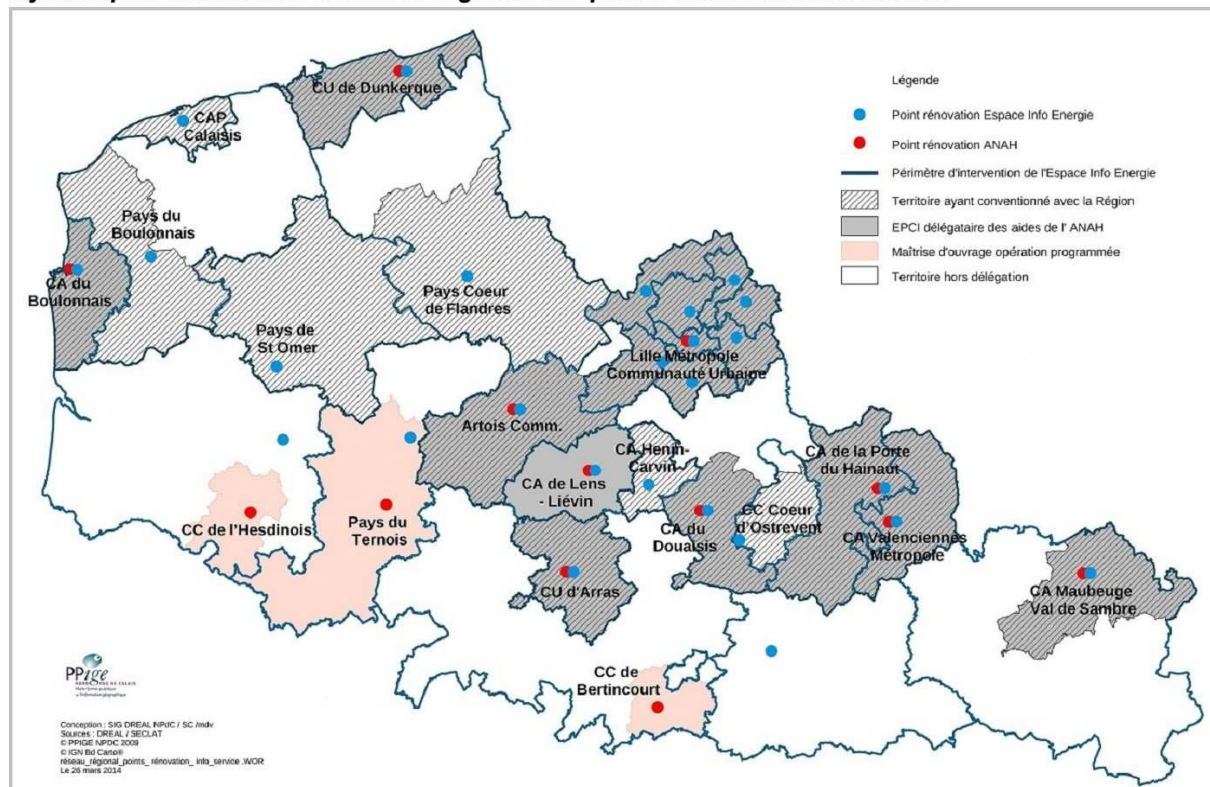 CU de Dunkerque
CAP
Calaisis
Pays du
Boulonnais
CA du
Boulonnais
Pays Coeur
de Flandres
Pays de
St Omer
Lille Métropole
Communauté Urbaine
Artois Comm.
CA Henin-
Carvin
CA de Lens
- Liévin
CA de la Porte
du Hainaut
CC de l'Hesdinois
Pays du
Ternois
CA du
Douaisis
CC Coeur
d'Ostrevent
CA Valenciennes
Métropole
CU d'Arras
CA Maubeuge
Val de Sambre
CC de
Bertincourt
Légende
Point rénovation Espace Info Energie
Point rénovation ANAH
Périmètre d'intervention de l'Espace Info Energie
Territoire ayant conventionné avec la Région
EPCI délégataire des aides de l' ANAH
Maîtrise d'ouvrage opération programmée
Territoire hors délégation
PPige
Conception : SIG DREAL NPdC / SC /mdv
Sources : DREAL / SECLAT
© PPIGE NPDC 2009
© IGN Bd Carto®
réseau_régional_points_ rénovation_ info_service .WOR
Le 26 mars 2014